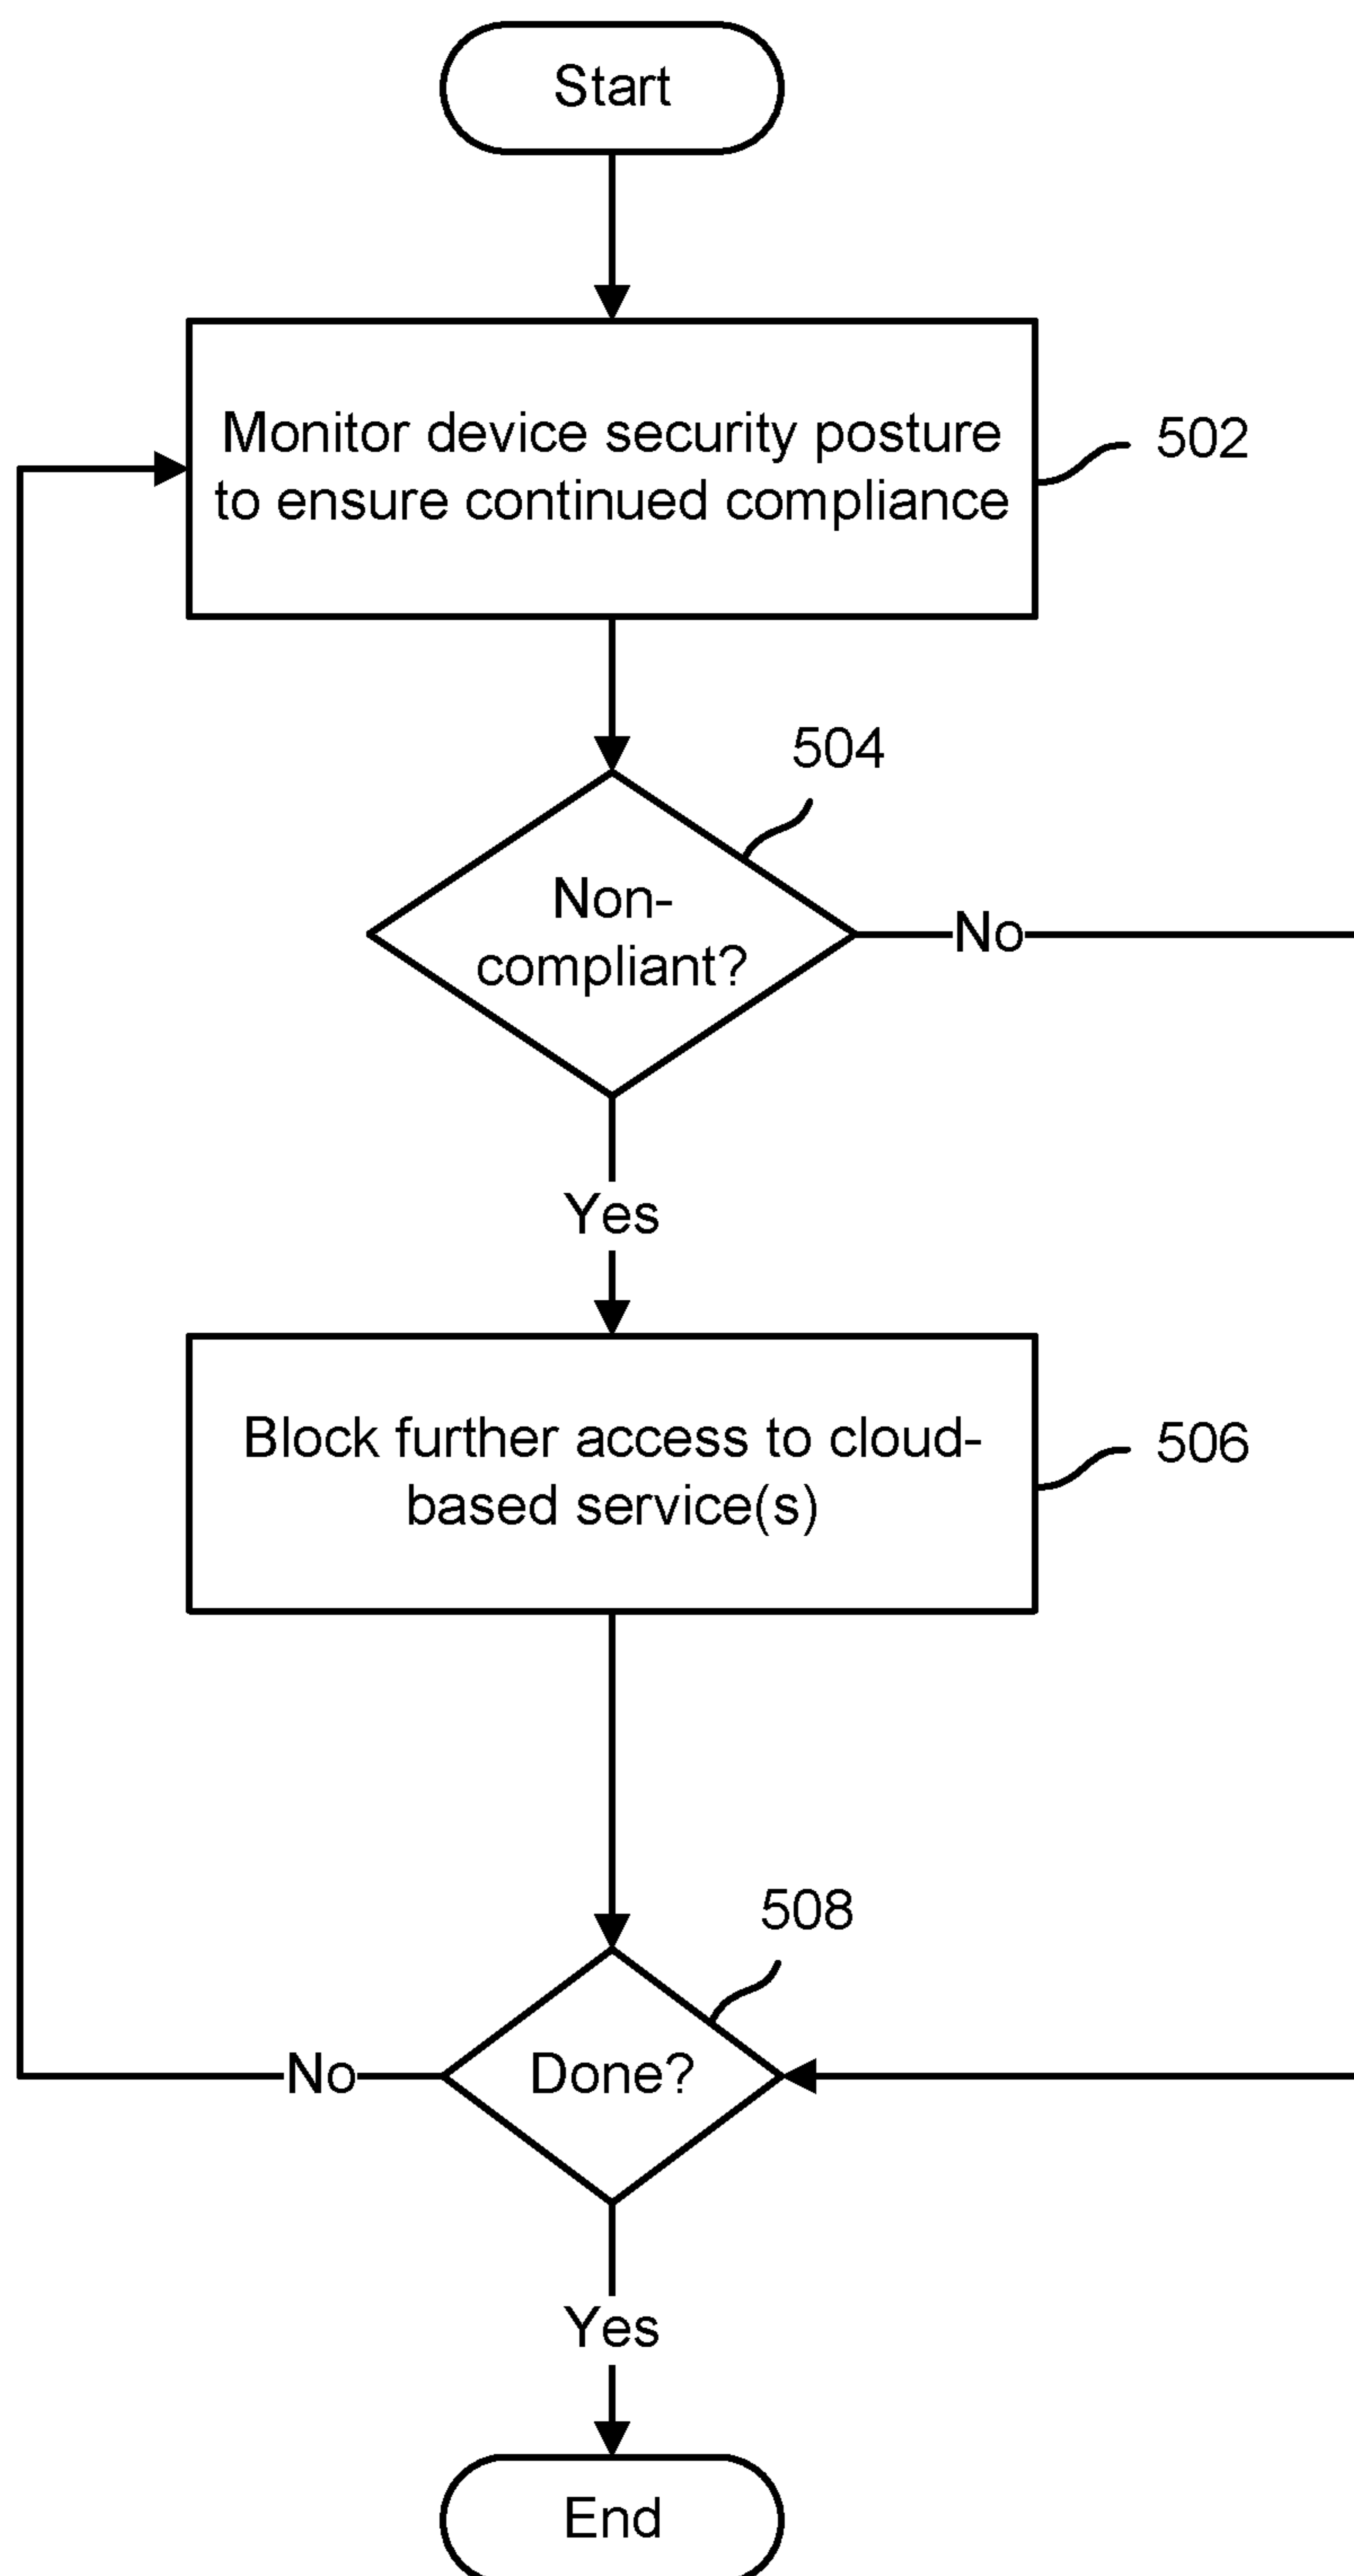 Start
Monitor device security posture
to ensure continued compliance
502
504
Non-
compliant?
No
Yes
Block further access to cloud-
based service(s)
506
508
Done?
No
Yes
End